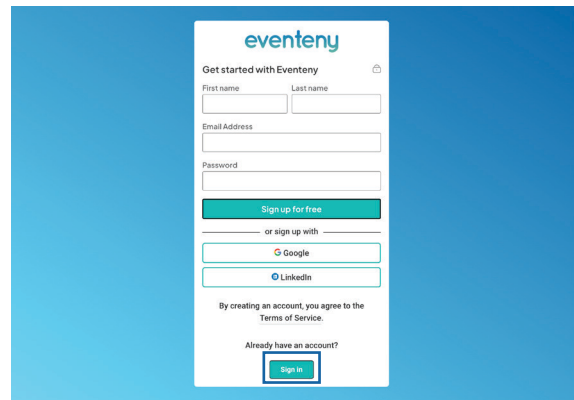 eventeny
Get started with Eventeny
First name Last name
Email Address
Password
Sign up for free
or sign up with
Google
LinkedIn
By creating an account, you agree to the
Terms of Service.
Already have an account?
Sign in